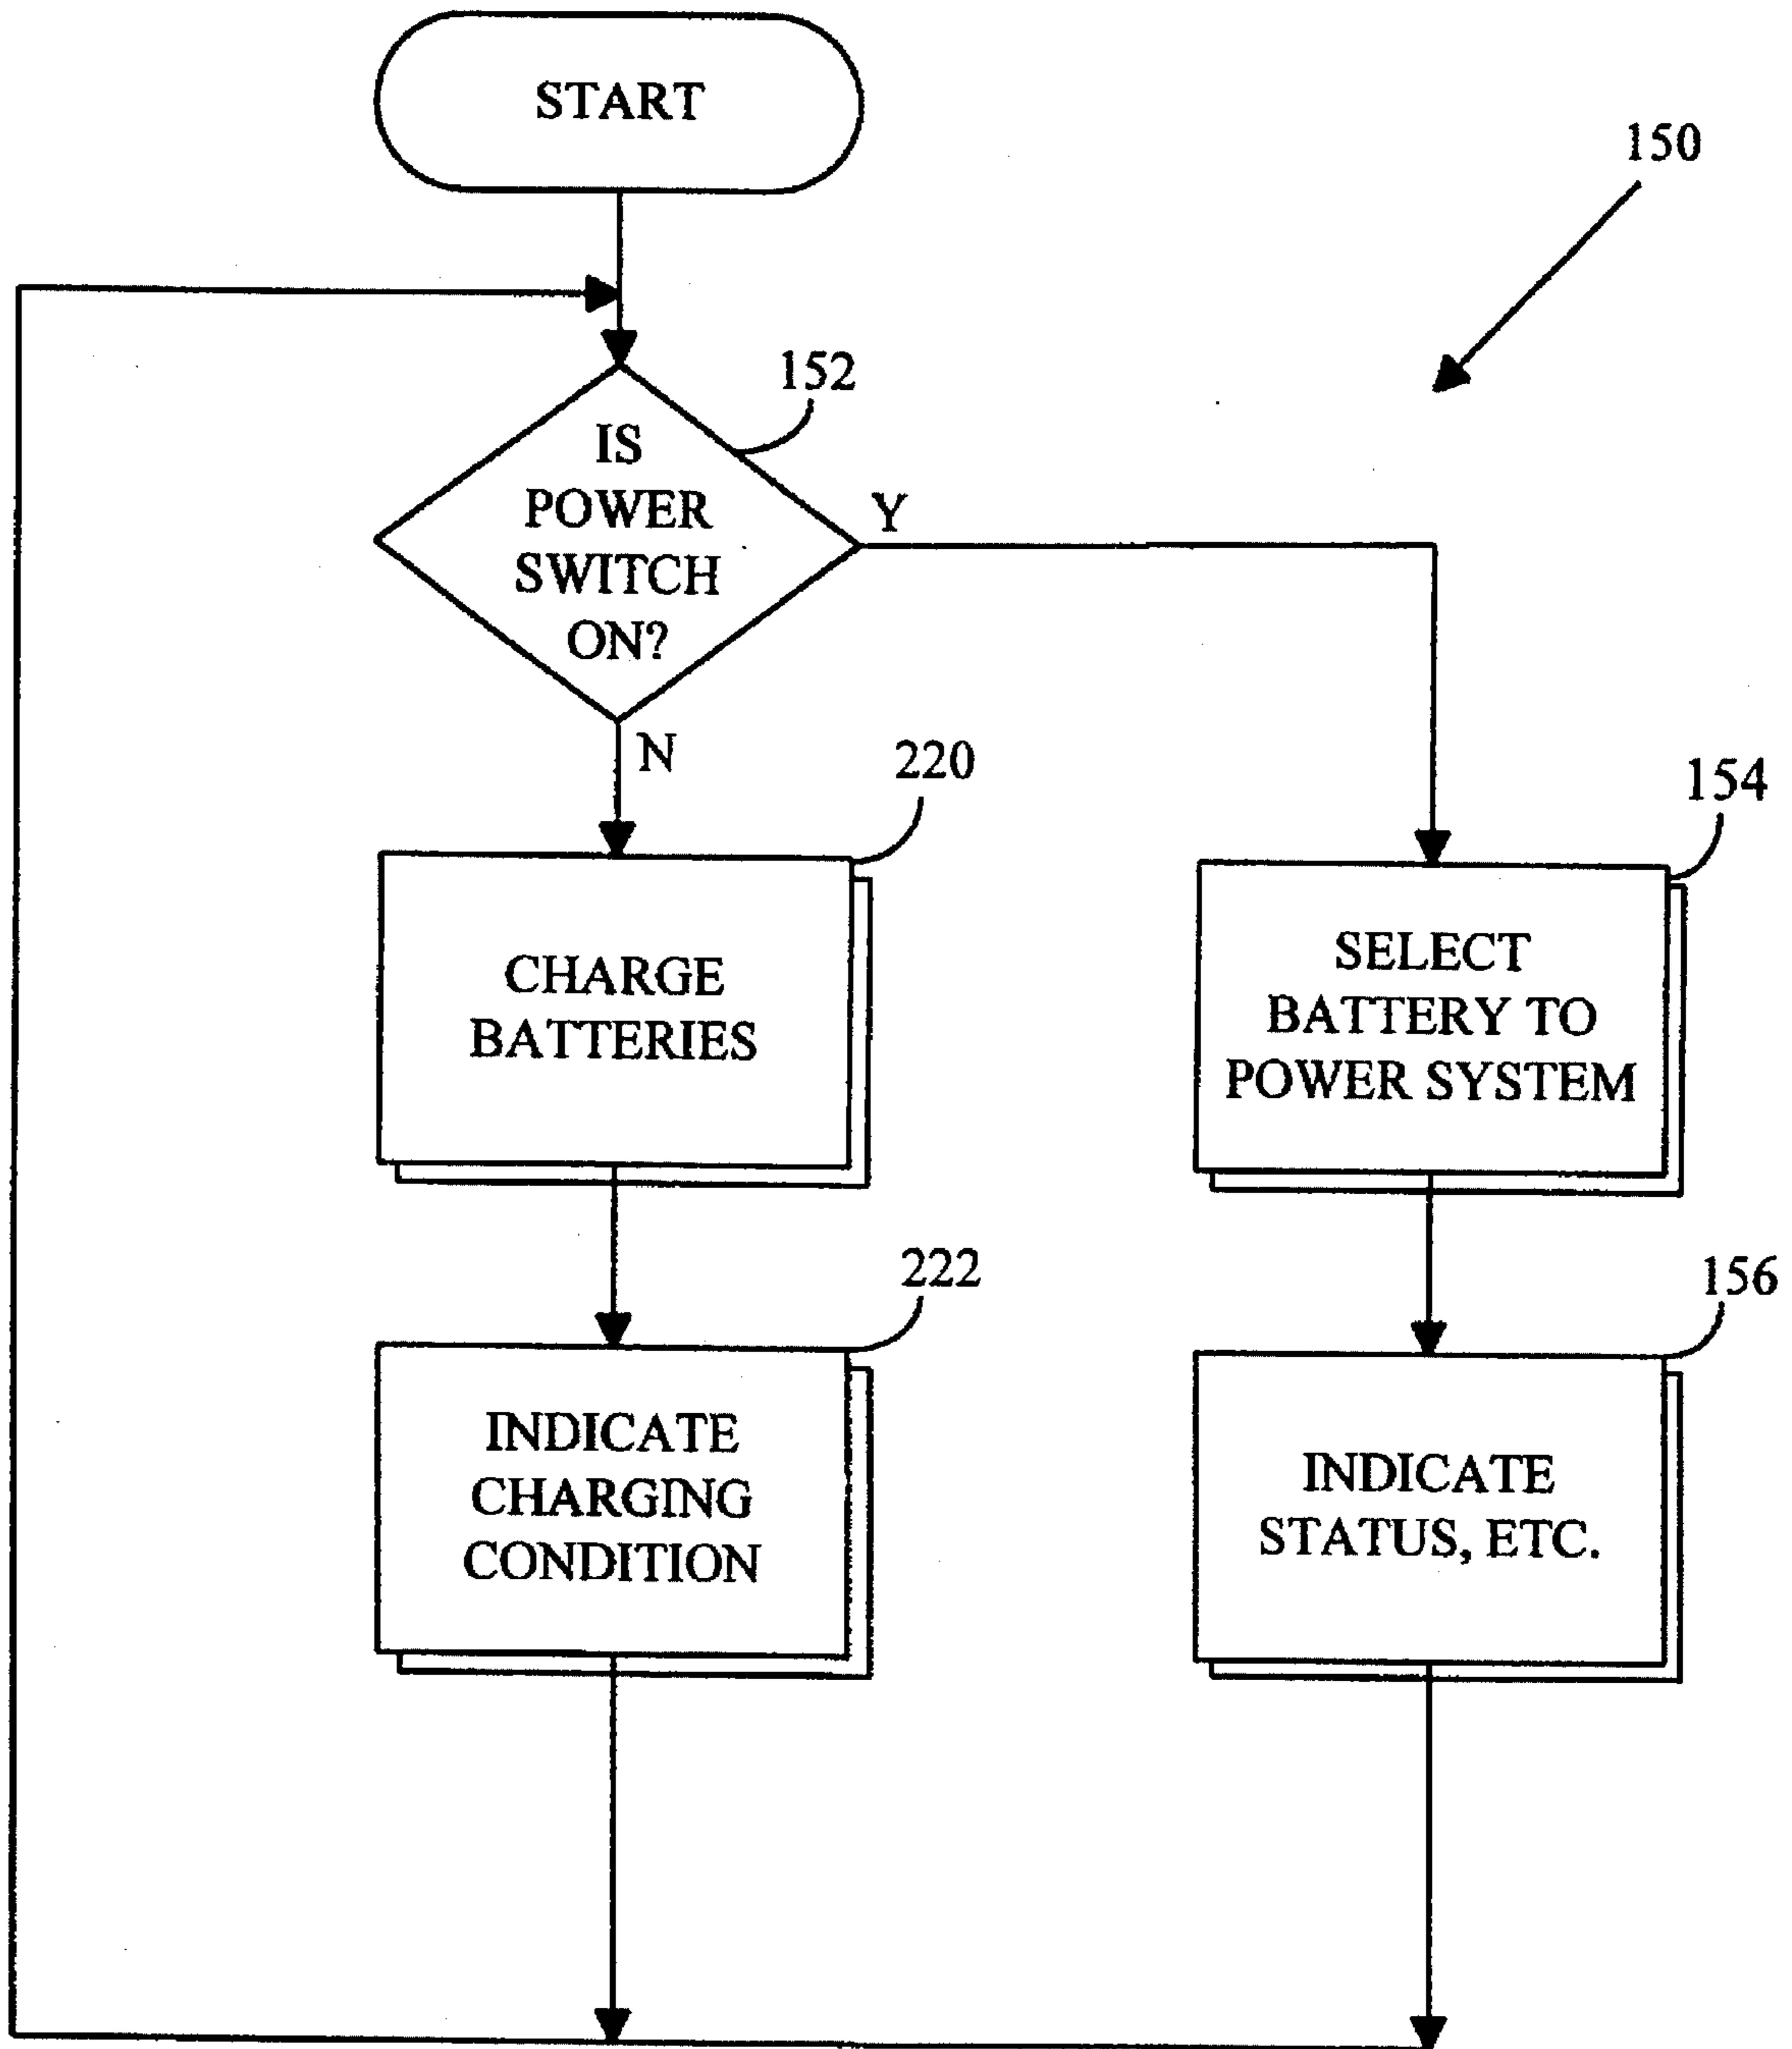 START
150
152
IS
POWER
SWITCH
ON?
Y
N
220
154
CHARGE
BATTERIES
SELECT
BATTERY TO
POWER SYSTEM
222
156
INDICATE
CHARGING
CONDITION
INDICATE
STATUS, ETC.